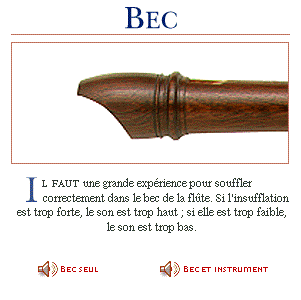 BEC
IL FAUT une grande expérience pour souffler
correctement dans le bec de la flûte. Si l'insufflation
est trop forte, le son est trop haut ; si elle est trop faible,
le son est trop bas.
BEC SEUL
BEC ET INSTRUMENT